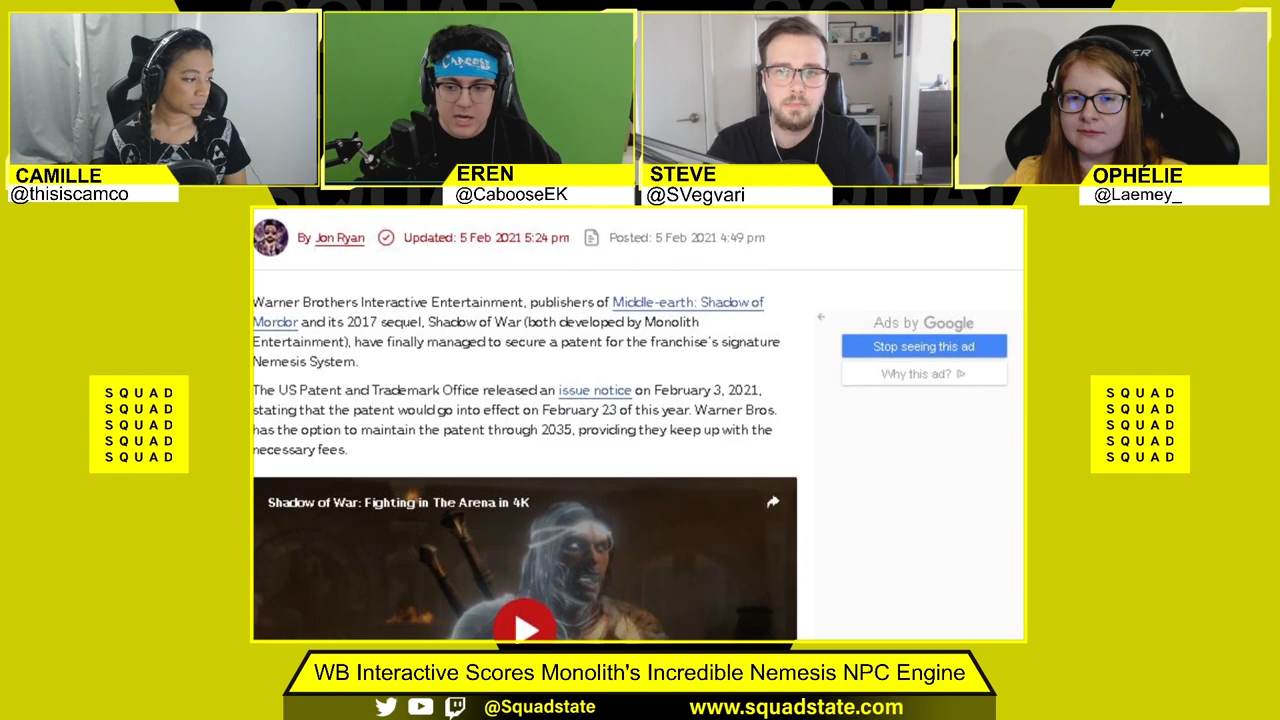 CAMILLE
@thisiscamco
CABOOSE
EREN
@CabooseEK
STEVE
@SVegvari
OPHÉLIE
@Laemey_
By Jon Ryan
Updated: 5 Feb 2021 5:24 pm
Posted: 5 Feb 2021 4:49 pm
Warner Brothers Interactive Entertainment, publishers of Middle-earth: Shadow of
Mordor and its 2017 sequel, Shadow of War (both developed by Monolith
Entertainment), have finally managed to secure a patent for the franchise's signature
Nemesis System.
The US Patent and Trademark Office released an issue notice on February 3, 2021,
stating that the patent would go into effect on February 23 of this year. Warner Bros.
has the option to maintain the patent through 2035, providing they keep up with the
necessary fees.
Ads by Google
Stop seeing this ad
Why this ad?
Shadow of War: Fighting in The Arena in 4K
SQUAD
SQUAD
SQUAD
SQUAD
SQUAD
SQUAD
SQUAD
SQUAD
SQUAD
SQUAD
WB Interactive Scores Monolith's Incredible Nemesis NPC Engine
@Squadstate
www.squadstate.com